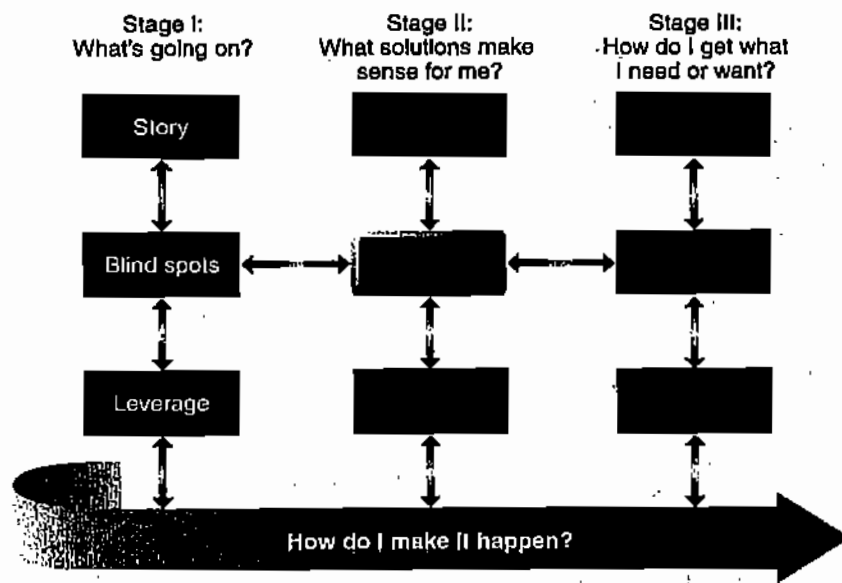 Stage I:
What's going on?
Stage II:
What solutions make
sense for me?
Stage III:
How do I get what
I need or want?
Story
Blind spots
Leverage
How do I make it happen?